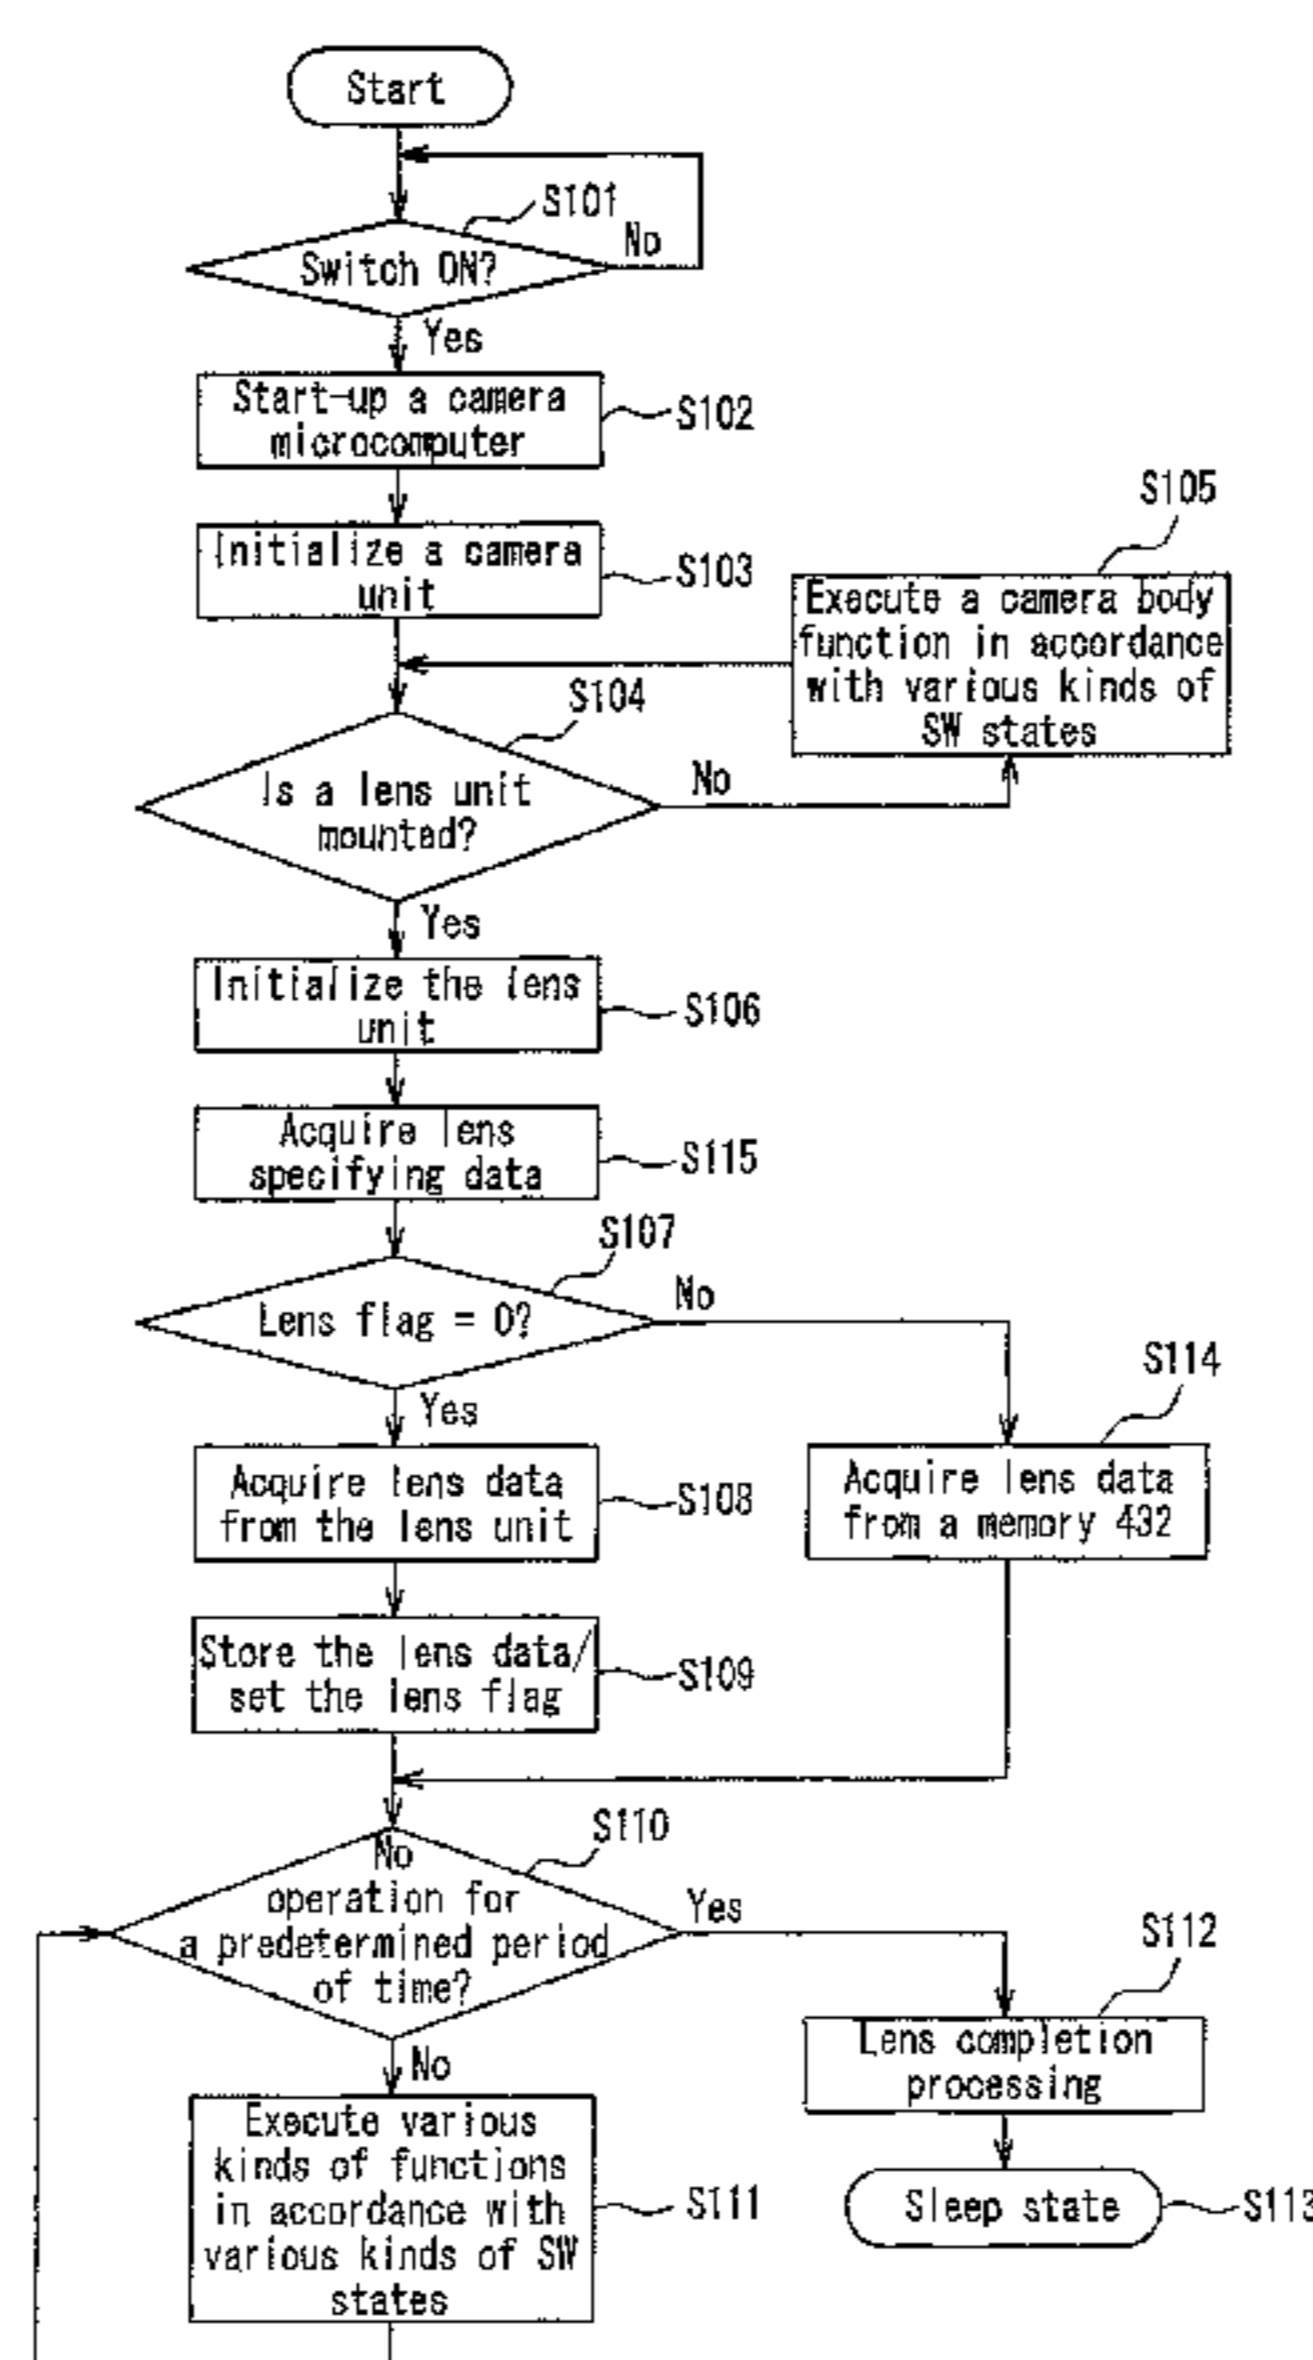 Start
S101
No
Switch ON?
Yes
Start-up a camera
microcomputer
S102
Initialize a camera
unit
S103
S105
Execute a camera body
function in accordance
with various kinds of
SW states
S104
Is a lens unit
mounted?
No
Yes
Initialize the lens
unit
S106
Acquire lens
specifying data
S115
S107
Lens flag = 0?
No
Yes
S114
Acquire lens data
from the lens unit
S108
Acquire lens data
from a memory 432
Store the lens data/
set the lens flag
S109
S110
No
operation for
a predetermined period
of time?
Yes
No
S112
Lens completion
processing
Execute various
kinds of functions
in accordance with
various kinds of SW
states
S111
Sleep state
S113